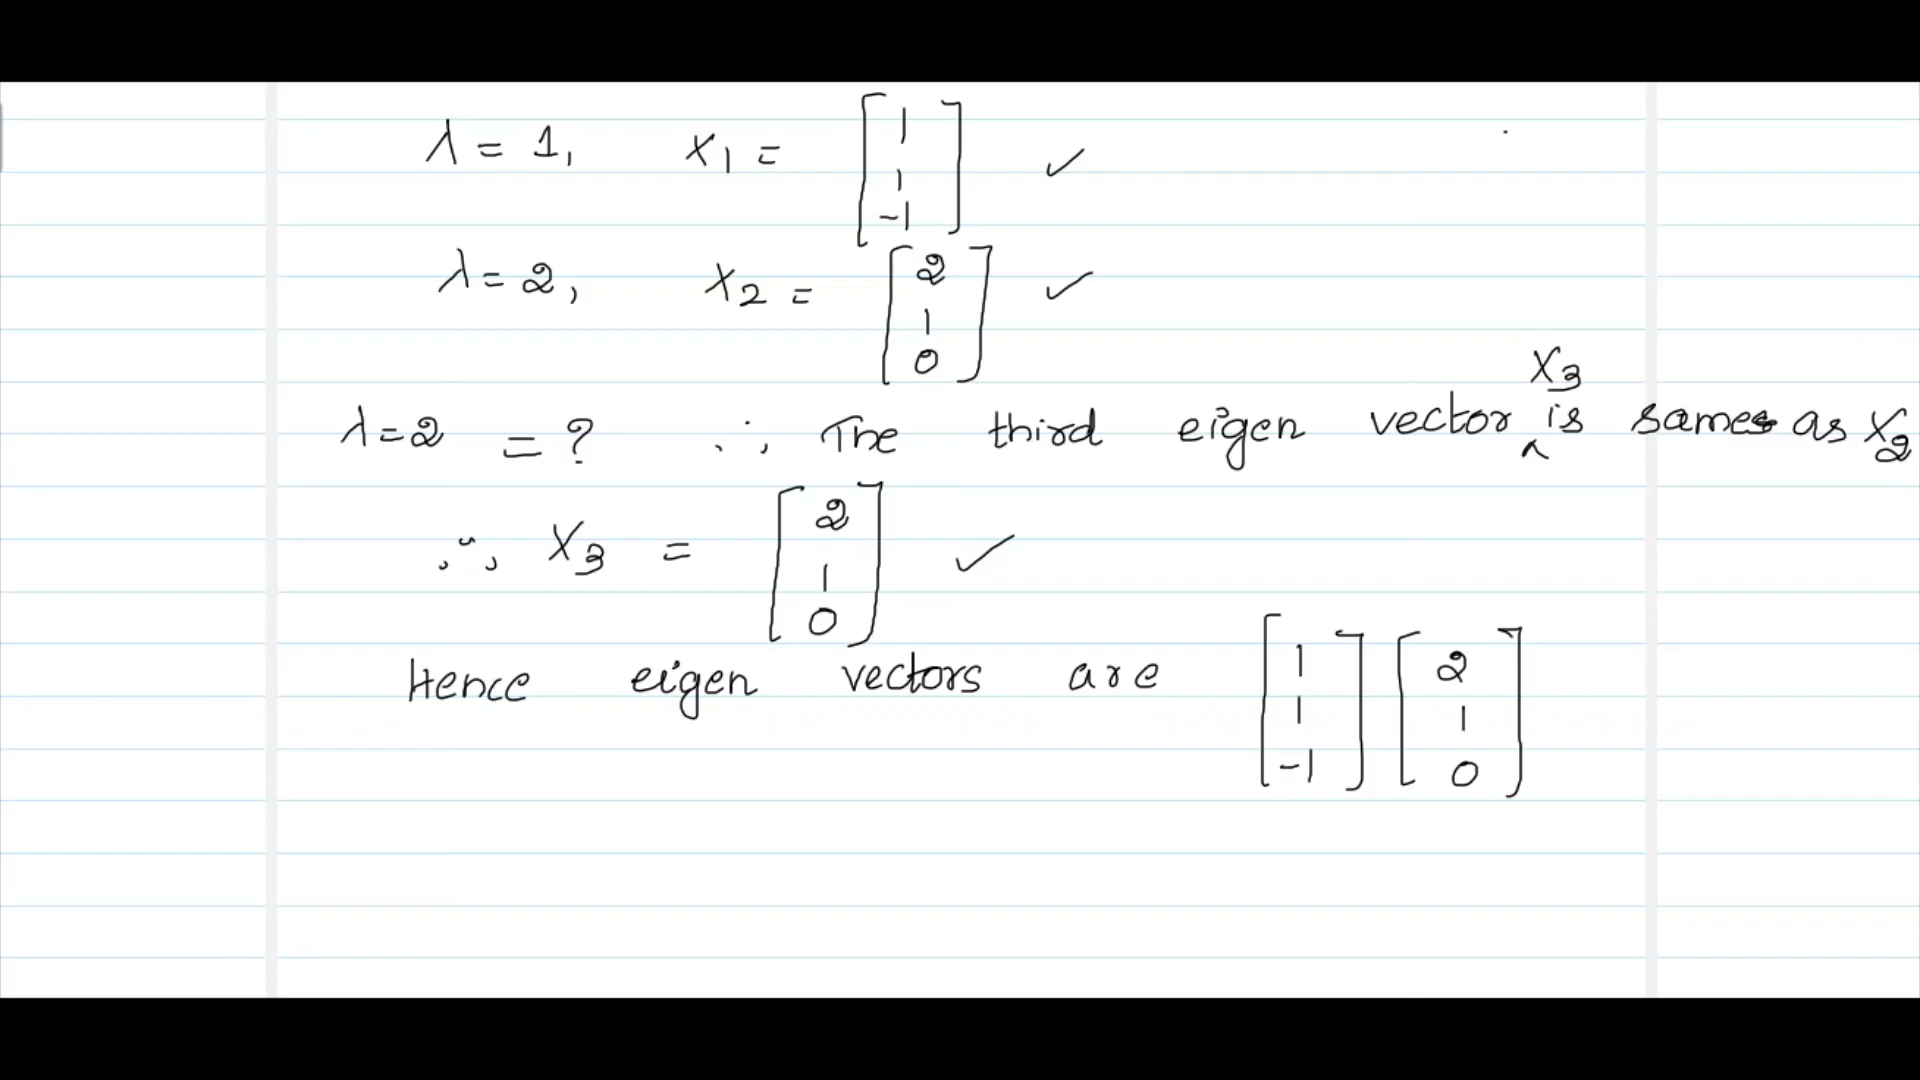 λ = 1, X1 = [1 1 -1] ✓
λ = 2, X2 = [2 1 0] ✓
λ = 2 = ? ∴ The third eigen vector X3 is same as X2
∴ X3 = [2 1 0] ✓
Hence eigen vectors are [1 1 -1] [2 1 0]